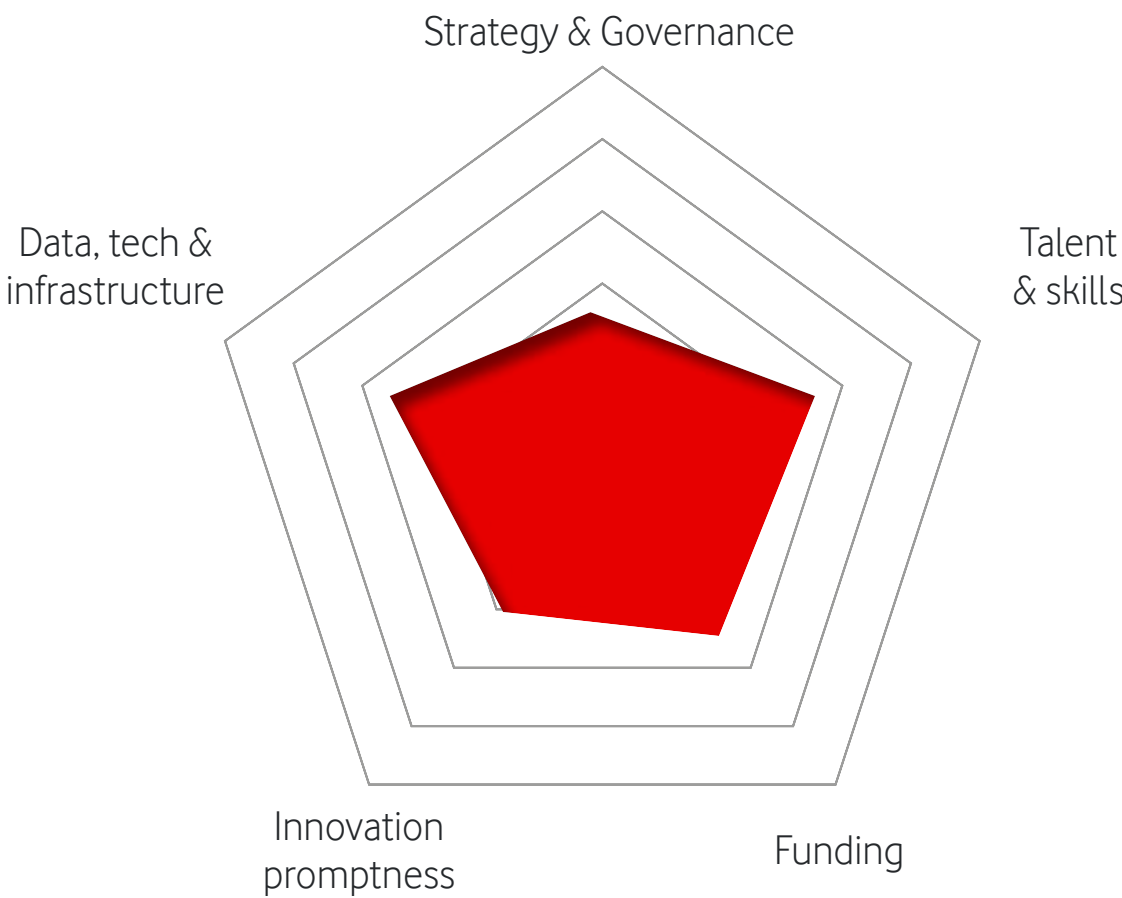 Strategy & Governance
Data, tech &
infrastructure
Talent
& skills
Innovation
promptness
Funding